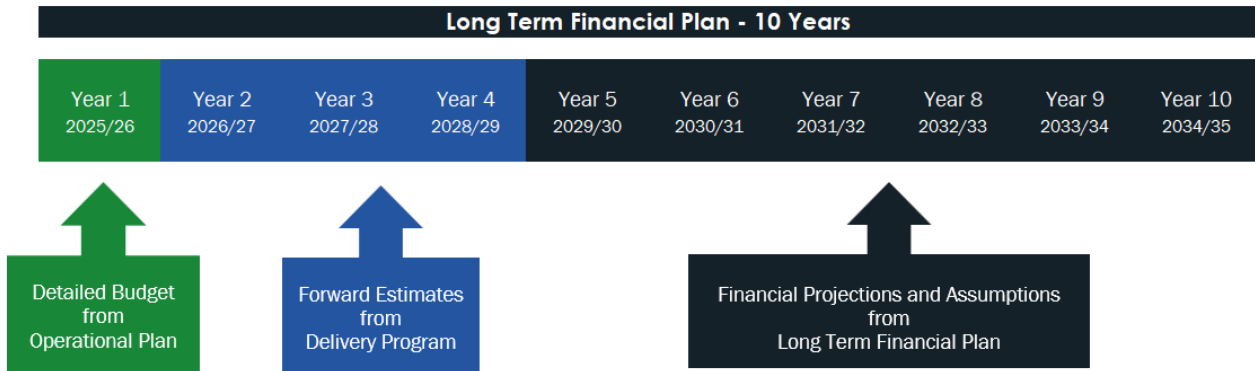 Long Term Financial Plan - 10 Years
Year 1
2025/26
Year 2
2026/27
Year 3
2027/28
Year 4
2028/29
Year 5
2029/30
Year 6
2030/31
Year 7
2031/32
Year 8
2032/33
Year 9
2033/34
Year 10
2034/35
Detailed Budget
from
Operational Plan
Forward Estimates
from
Delivery Program
Financial Projections and Assumptions
from
Long Term Financial Plan